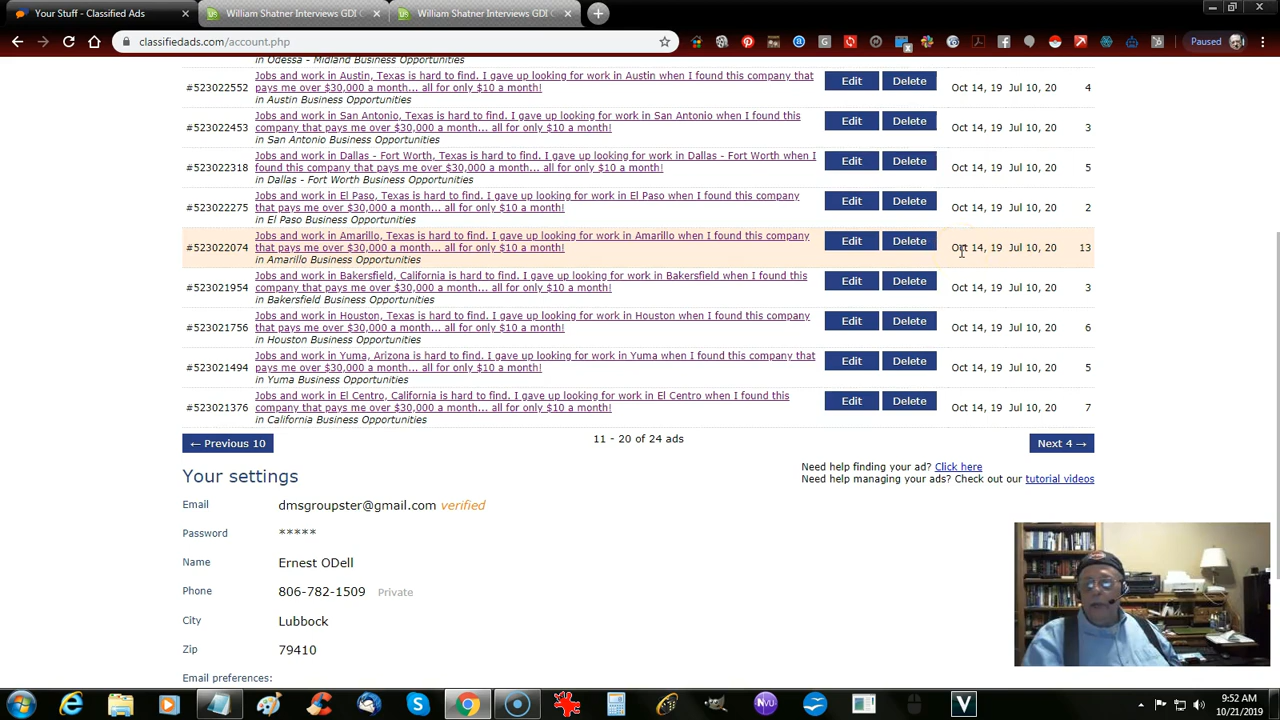 Your Stuff - Classified Ads
William Shatner Interviews GDI C
William Shatner Interviews GDI C
classifiedads.com/account.php
Paused
in Odessa - Midland Business Opportunities
#523022552 Jobs and work in Austin, Texas is hard to find. I gave up looking for work in Austin when I found this company that Edit Delete Oct 14, 19 Jul 10, 20 4
pays me over $30,000 a month... all for only $10 a month!
in Austin Business Opportunities
#523022453 Jobs and work in San Antonio, Texas is hard to find. I gave up looking for work in San Antonio when I found this Edit Delete Oct 14, 19 Jul 10, 20 3
company that pays me over $30,000 a month... all for only $10 a month!
in San Antonio Business Opportunities
#523022318 Jobs and work in Dallas - Fort Worth, Texas is hard to find. I gave up looking for work in Dallas - Fort Worth when I Edit Delete Oct 14, 19 Jul 10, 20 5
found this company that pays me over $30,000 a month... all for only $10 a month!
in Dallas - Fort Worth Business Opportunities
#523022275 Jobs and work in El Paso, Texas is hard to find. I gave up looking for work in El Paso when I found this company Edit Delete Oct 14, 19 Jul 10, 20 2
that pays me over $30,000 a month... all for only $10 a month!
in El Paso Business Opportunities
#523022074 Jobs and work in Amarillo, Texas is hard to find. I gave up looking for work in Amarillo when I found this company Edit Delete Oct 14, 19 Jul 10, 20 13
that pays me over $30,000 a month... all for only $10 a month!
in Amarillo Business Opportunities
#523021954 Jobs and work in Bakersfield, California is hard to find. I gave up looking for work in Bakersfield when I found this Edit Delete Oct 14, 19 Jul 10, 20 3
company that pays me over $30,000 a month... all for only $10 a month!
in Bakersfield Business Opportunities
#523021756 Jobs and work in Houston, Texas is hard to find. I gave up looking for work in Houston when I found this company Edit Delete Oct 14, 19 Jul 10, 20 6
that pays me over $30,000 a month... all for only $10 a month!
in Houston Business Opportunities
#523021494 Jobs and work in Yuma, Arizona is hard to find. I gave up looking for work in Yuma when I found this company that Edit Delete Oct 14, 19 Jul 10, 20 5
pays me over $30,000 a month... all for only $10 a month!
in Yuma Business Opportunities
#523021376 Jobs and work in El Centro, California is hard to find. I gave up looking for work in El Centro when I found this Edit Delete Oct 14, 19 Jul 10, 20 7
company that pays me over $30,000 a month... all for only $10 a month!
in California Business Opportunities
← Previous 10 11 - 20 of 24 ads Next 4 →
Need help finding your ad? Click here
Your settings
Need help managing your ads? Check out our tutorial videos
Email dmsgroupster@gmail.com verified
Password *****
Name Ernest ODell
Phone 806-782-1509 Private
City Lubbock
Zip 79410
Email preferences:
NVU
V
9:52 AM
10/21/2019